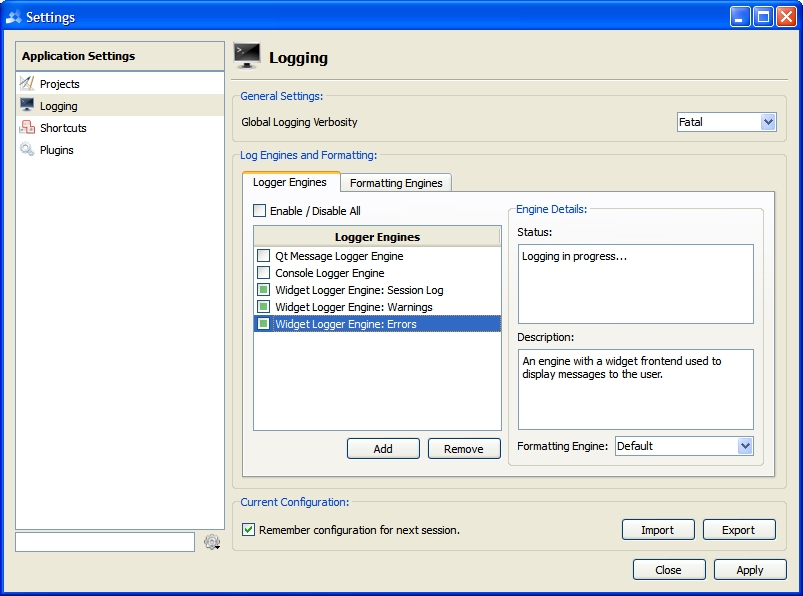 Settings
Application Settings
Projects
Logging
Shortcuts
Plugins
Logging
General Settings:
Global Logging Verbosity
Fatal
Log Engines and Formatting:
Logger Engines
Formatting Engines
Enable / Disable All
Logger Engines
Qt Message Logger Engine
Console Logger Engine
Widget Logger Engine: Session Log
Widget Logger Engine: Warnings
Widget Logger Engine: Errors
Add
Remove
Engine Details:
Status:
Logging in progress...
Description:
An engine with a widget frontend used to
display messages to the user.
Formatting Engine:
Default
Current Configuration:
Remember configuration for next session.
Import
Export
Close
Apply